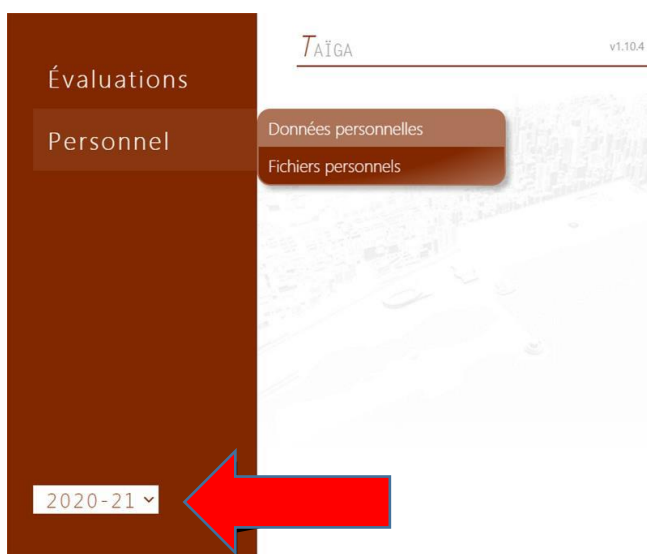 TAÏGA
v1.10.4
Évaluations
Personnel
Données personnelles
Fichiers personnels
2020-21